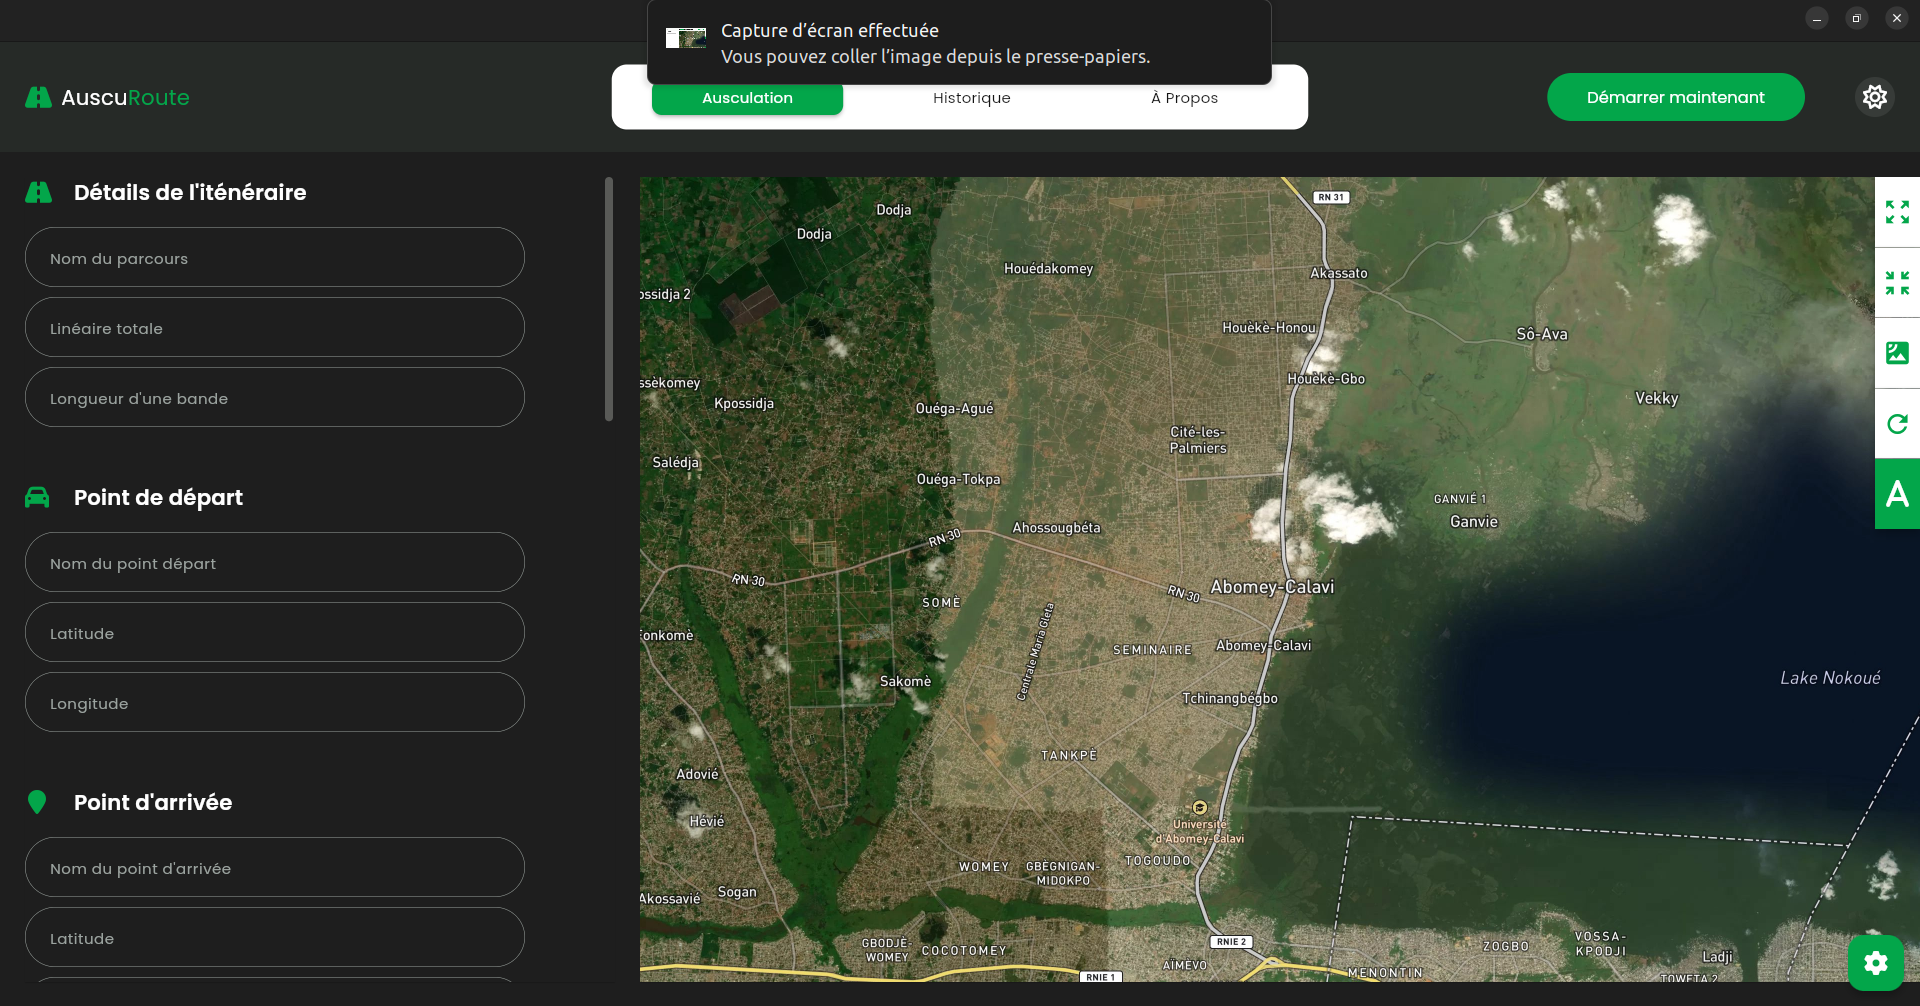 Capture d’écran effectuée
Vous pouvez coller l’image depuis le presse-papiers.
AuscuRoute
Ausculation
Historique
À Propos
Démarrer maintenant
Détails de l'iténéraire
Nom du parcours
Linéaire totale
Longueur d'une bande
Point de départ
Nom du point départ
Latitude
Longitude
Point d'arrivée
Nom du point d'arrivée
Latitude
RN 31
Dodja
Dodja
Houédakomey
Akassato
ossidja 2
Houèkè-Honou
Sô-Ava
Houèkè-Gbo
ssèkomey
Kpossidja
Ouéga-Agué
Vekky
Cité-les-
Palmiers
Salédja
Ouéga-Tokpa
GANVIÉ 1
Ganvie
A
Ahossougbéta
RN 30
RN 30
RN 30
Abomey-Calavi
SOMÈ
Centrale Maria Gléta
Fonkomè
SEMINAIRE
Abomey-Calavi
Sakomè
Lake Nokoué
Tchinangbégbo
TANKPÈ
Adovié
Hévié
Université
d'Abomey-Calavi
TOGOUDO
WOMEY
GBÈGNIGAN-
MIDOKPO
Akossavié
Sogan
GBODJÈ-
WOMEY
COCOTOMEY
RNIE 2
ZOGBO
VOSSA-
KPODJI
Ladji
AÏMÉVO
MENONTIN
RNIE 1
TOWETA 2